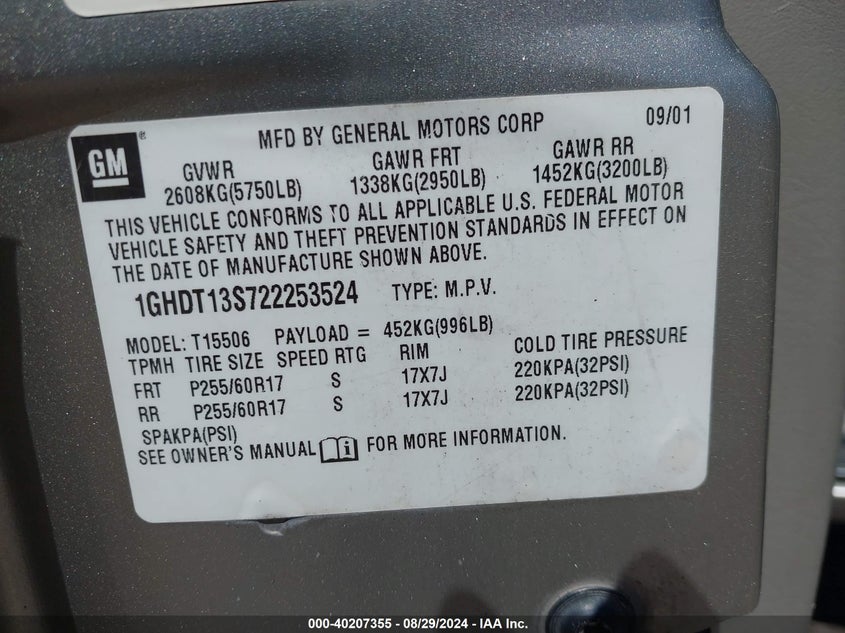 MFD BY GENERAL MOTORS CORP 09/01
GM®
GVWR GAWR FRT GAWR RR
2608KG(5750LB) 1338KG(2950LB) 1452KG(3200LB)
THIS VEHICLE CONFORMS TO ALL APPLICABLE U.S. FEDERAL MOTOR
VEHICLE SAFETY AND THEFT PREVENTION STANDARDS IN EFFECT ON
THE DATE OF MANUFACTURE SHOWN ABOVE.
1GHDT13S722253524 TYPE: M.P.V.
MODEL: T15506 PAYLOAD = 452KG(996LB)
TPMH TIRE SIZE SPEED RTG RIM COLD TIRE PRESSURE
FRT P255/60R17 S 17X7J 220KPA(32PSI)
RR P255/60R17 S 17X7J 220KPA(32PSI)
SPAKPA(PSI)
SEE OWNER'S MANUAL i FOR MORE INFORMATION.
000-40207355 - 08/29/2024 - IAA Inc.